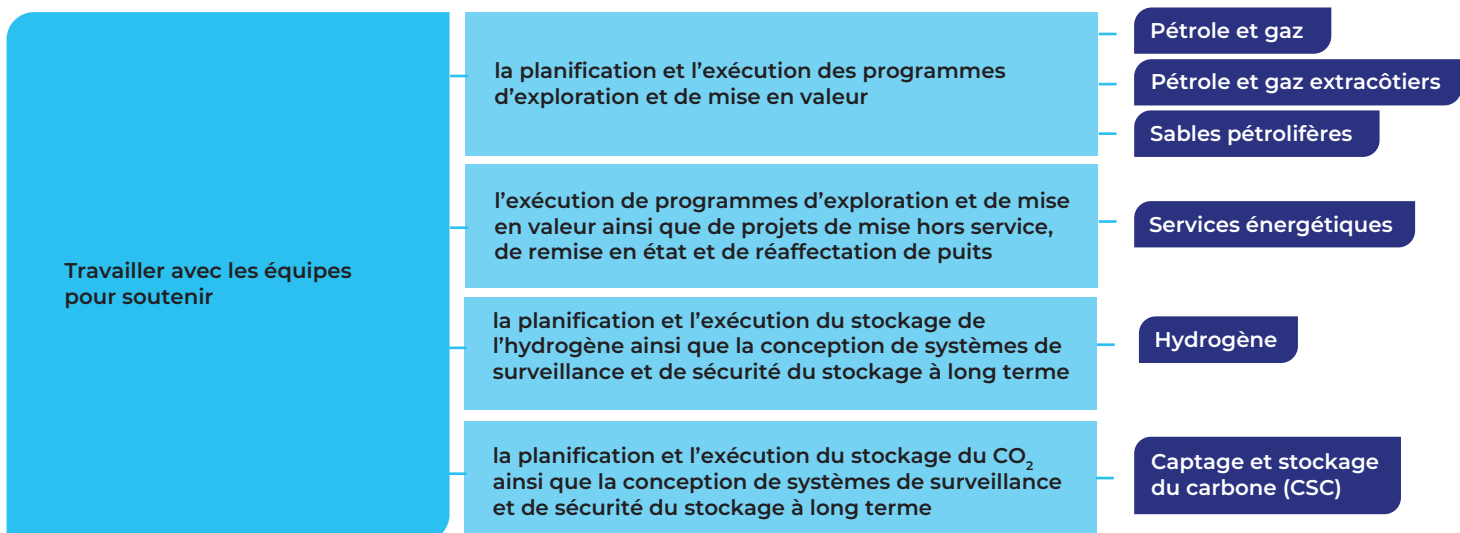 Travailler avec les équipes
pour soutenir
la planification et l’exécution des programmes
d’exploration et de mise en valeur
Pétrole et gaz
Pétrole et gaz extracôtiers
Sables pétrolifères
l’exécution de programmes d’exploration et de mise
en valeur ainsi que de projets de mise hors service,
de remise en état et de réaffectation de puits
Services énergétiques
la planification et l’exécution du stockage de
l’hydrogène ainsi que la conception de systèmes de
surveillance et de sécurité du stockage à long terme
Hydrogène
la planification et l’exécution du stockage du CO₂
ainsi que la conception de systèmes de surveillance
et de sécurité du stockage à long terme
Captage et stockage
du carbone (CSC)